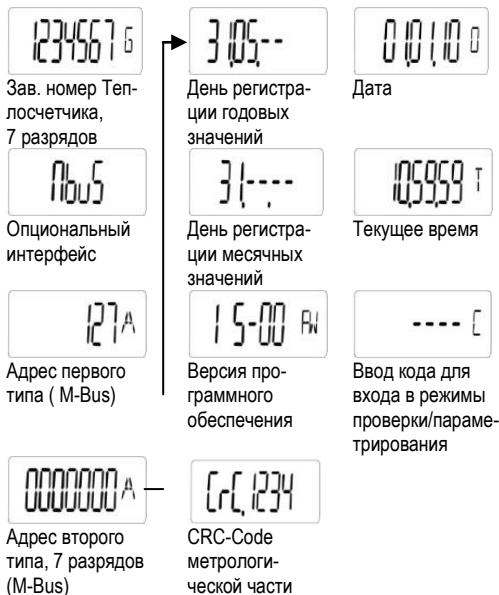 1234567 G
Зав. номер Теп-
лосчетчика,
7 разрядов
MbuS
Опциональный
интерфейс
127 A
Адрес первого
типа ( M-Bus)
0000000 A
Адрес второго
типа, 7 разрядов
(M-Bus)
31.05.--
День регистра-
ции годовых
значений
31.--.--
День регистра-
ции месячных
значений
15-00 FW
Версия про-
граммного
обеспечения
CrC,1234
CRC-Code
метрологи-
ческой части
01.01.10 D
Дата
10.59.59 T
Текущее время
---- C
Ввод кода для
входа в режимы
проверки/параме-
трирования